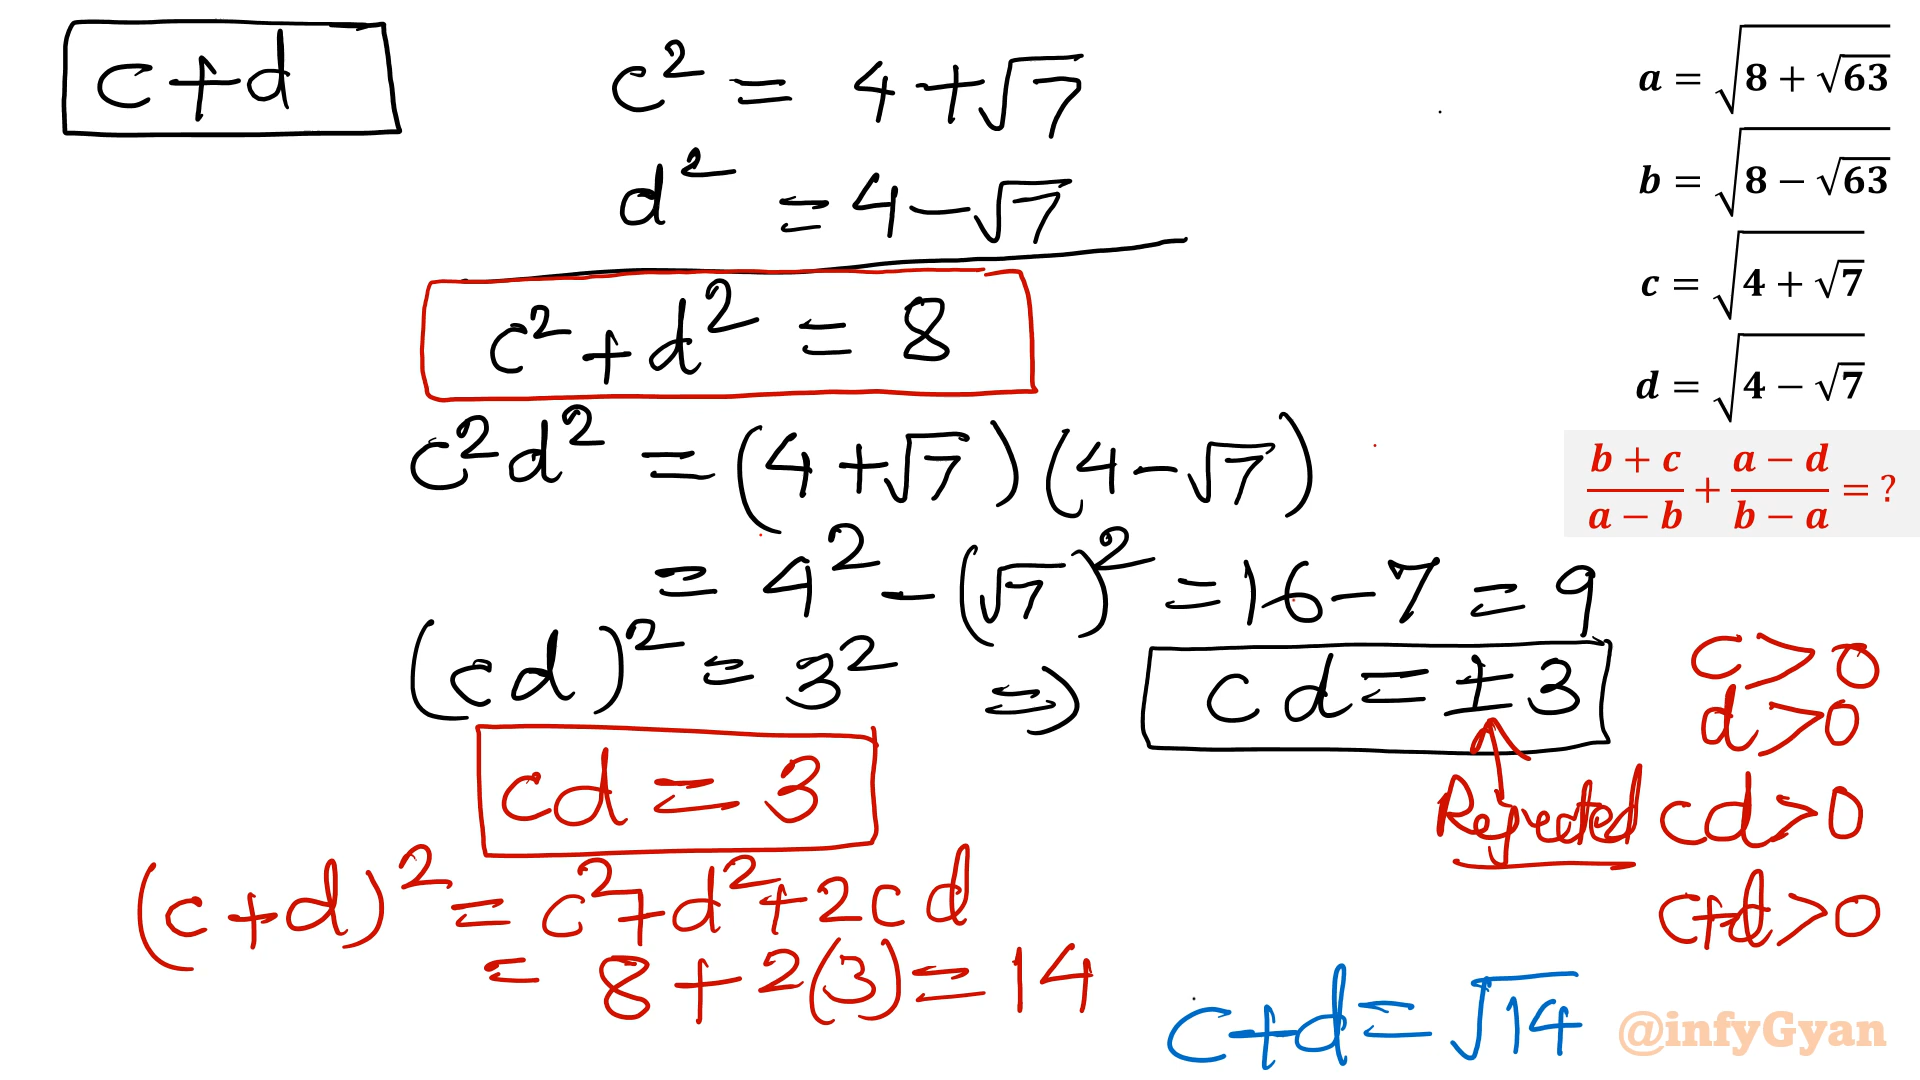 c+d
c² = 4+√7
d² = 4-√7
c²+d² = 8
c²d² = (4+√7)(4-√7)
= 4² - (√7)² = 16-7 = 9
(cd)² = 3² ⇒ cd = ±3
Rejected
cd = 3
(c+d)² = c²+d²+2cd
= 8+2(3) = 14
c>0
d>0
cd>0
c+d>0
c+d = √14
a = √(8 + √63)
b = √(8 − √63)
c = √(4 + √7)
d = √(4 − √7)
(b + c)/(a − b) + (a − d)/(b − a) = ?
@infyGyan